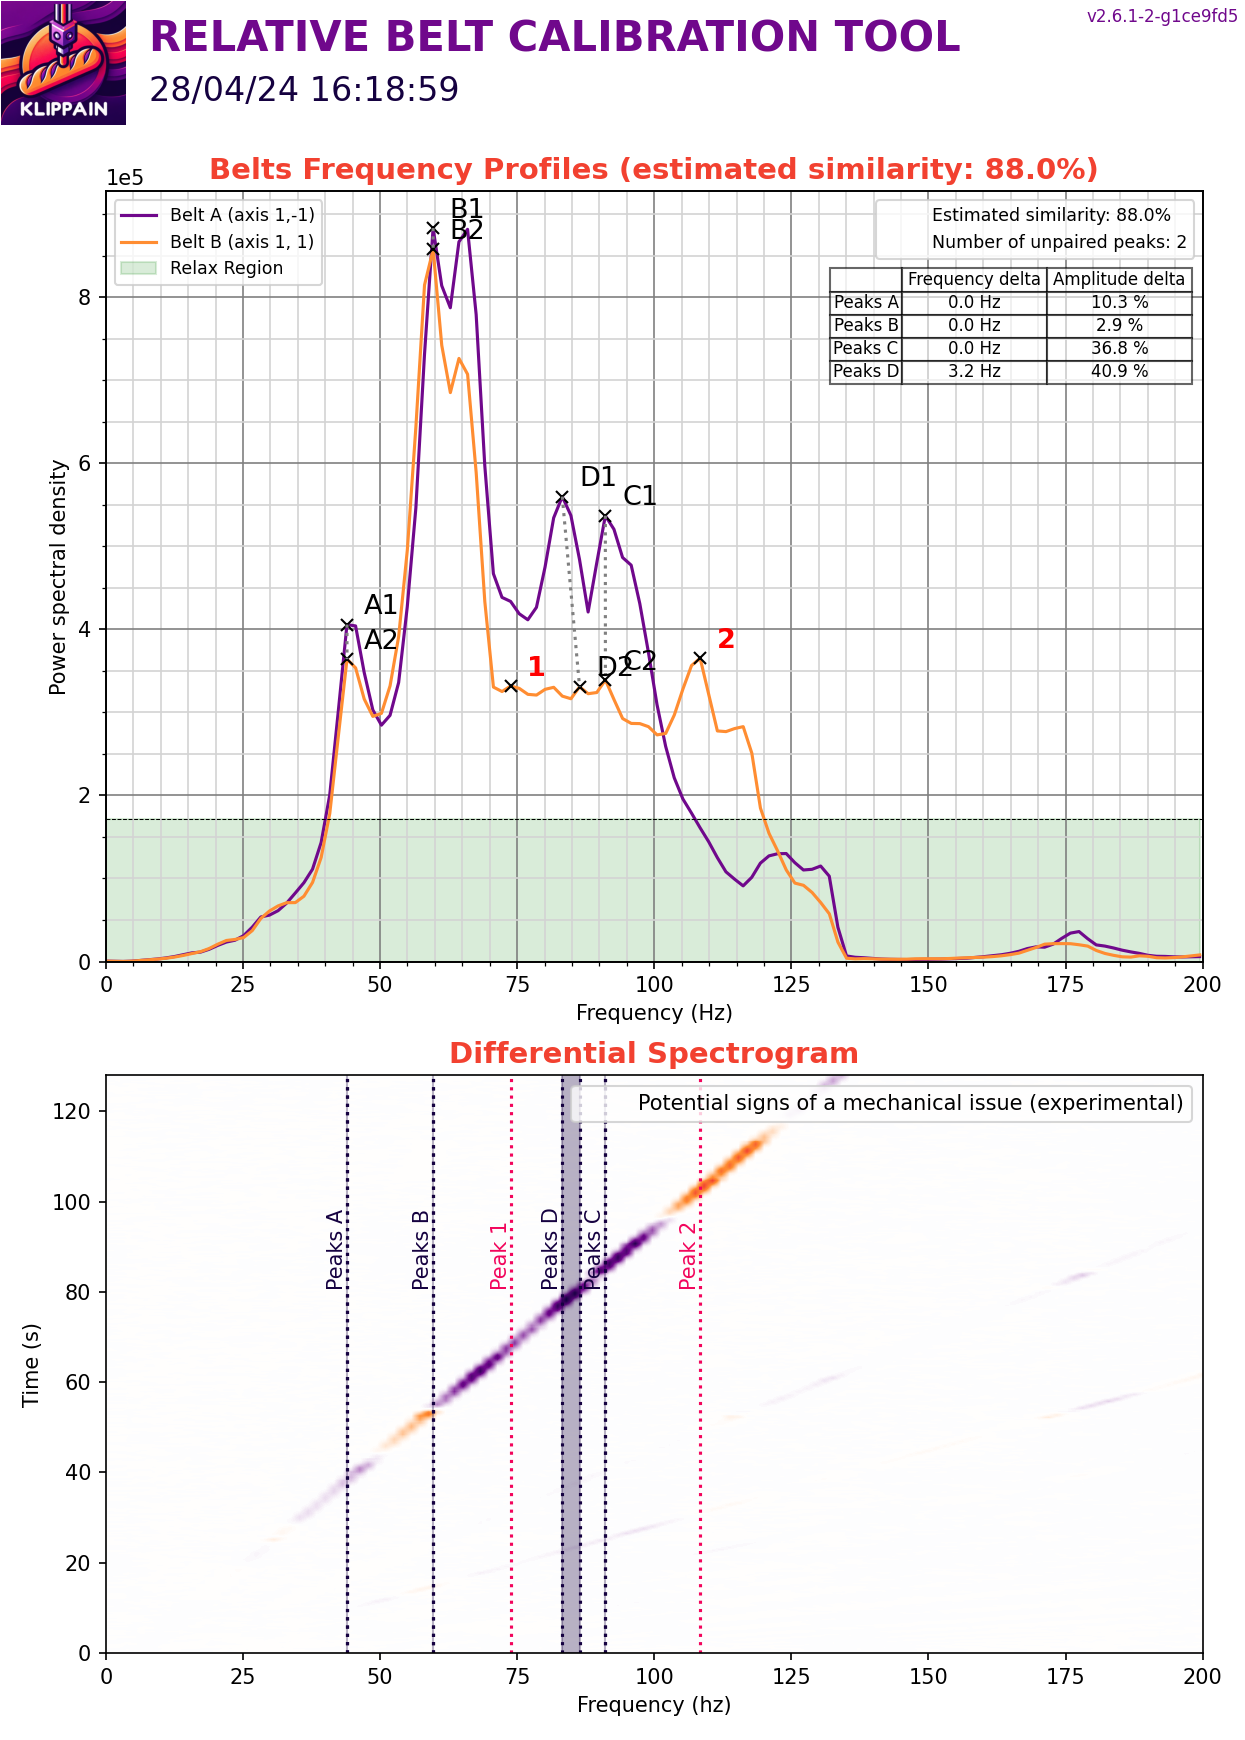 v2.6.1-2-g1ce9fd5
RELATIVE BELT CALIBRATION TOOL
28/04/24 16:18:59
KLIPPAIN
Belts Frequency Profiles (estimated similarity: 88.0%)
1e5
Belt A (axis 1,-1)
Belt B (axis 1, 1)
Relax Region
Estimated similarity: 88.0%
Number of unpaired peaks: 2
Frequency delta Amplitude delta
Peaks A 0.0 Hz 10.3 %
Peaks B 0.0 Hz 2.9 %
Peaks C 0.0 Hz 36.8 %
Peaks D 3.2 Hz 40.9 %
B1
B2
D1
C1
A1
A2
1
D2
C2
2
8
6
4
2
0
Power spectral density
0 25 50 75 100 125 150 175 200
Frequency (Hz)
Differential Spectrogram
Potential signs of a mechanical issue (experimental)
120
100
80
60
40
20
0
Time (s)
Peaks A
Peaks B
Peak 1
Peaks D
Peaks C
Peak 2
0 25 50 75 100 125 150 175 200
Frequency (hz)